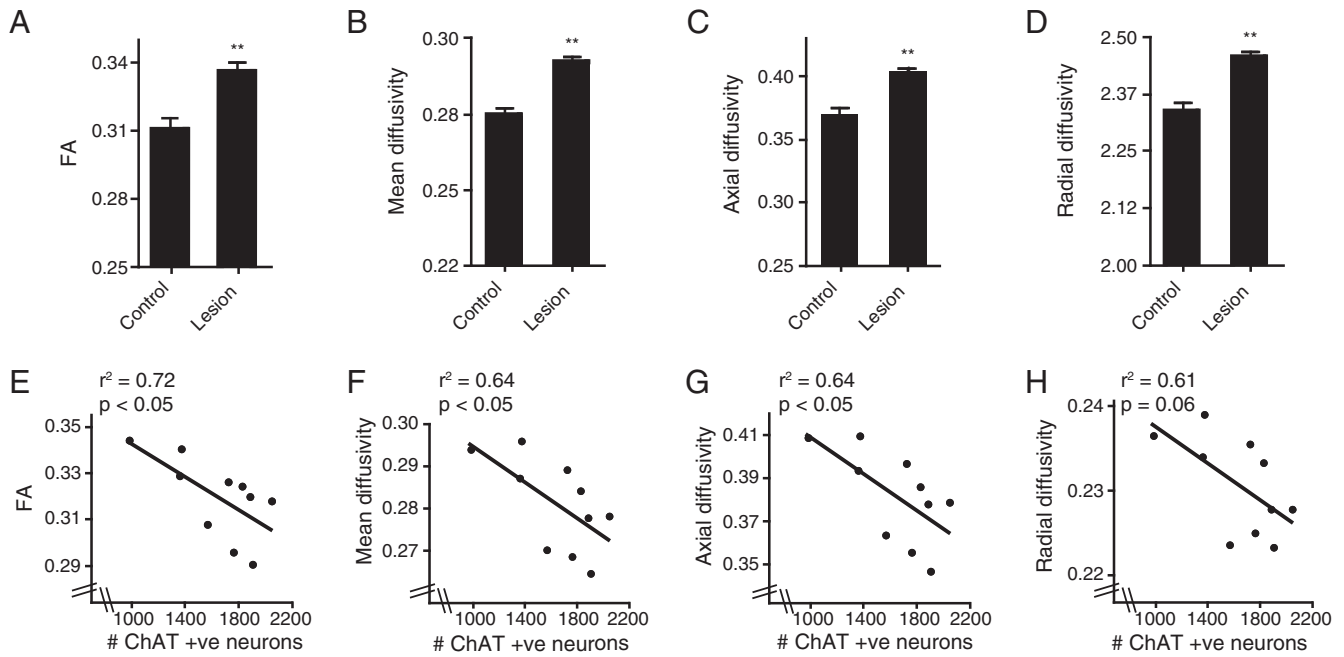 A
FA
0.34
0.31
0.28
0.25
**
Control
Lesion
B
Mean diffusivity
0.30
0.28
0.25
0.22
**
Control
Lesion
C
Axial diffusivity
0.40
0.35
0.30
0.25
**
Control
Lesion
D
Radial diffusivity
2.50
2.37
2.25
2.12
2.00
**
Control
Lesion
E
r² = 0.72
p < 0.05
FA
0.35
0.33
0.31
0.29
1000 1400 1800 2200
# ChAT +ve neurons
F
r² = 0.64
p < 0.05
Mean diffusivity
0.30
0.29
0.28
0.27
1000 1400 1800 2200
# ChAT +ve neurons
G
r² = 0.64
p < 0.05
Axial diffusivity
0.41
0.39
0.37
0.35
1000 1400 1800 2200
# ChAT +ve neurons
H
r² = 0.61
p = 0.06
Radial diffusivity
0.24
0.23
0.22
1000 1400 1800 2200
# ChAT +ve neurons